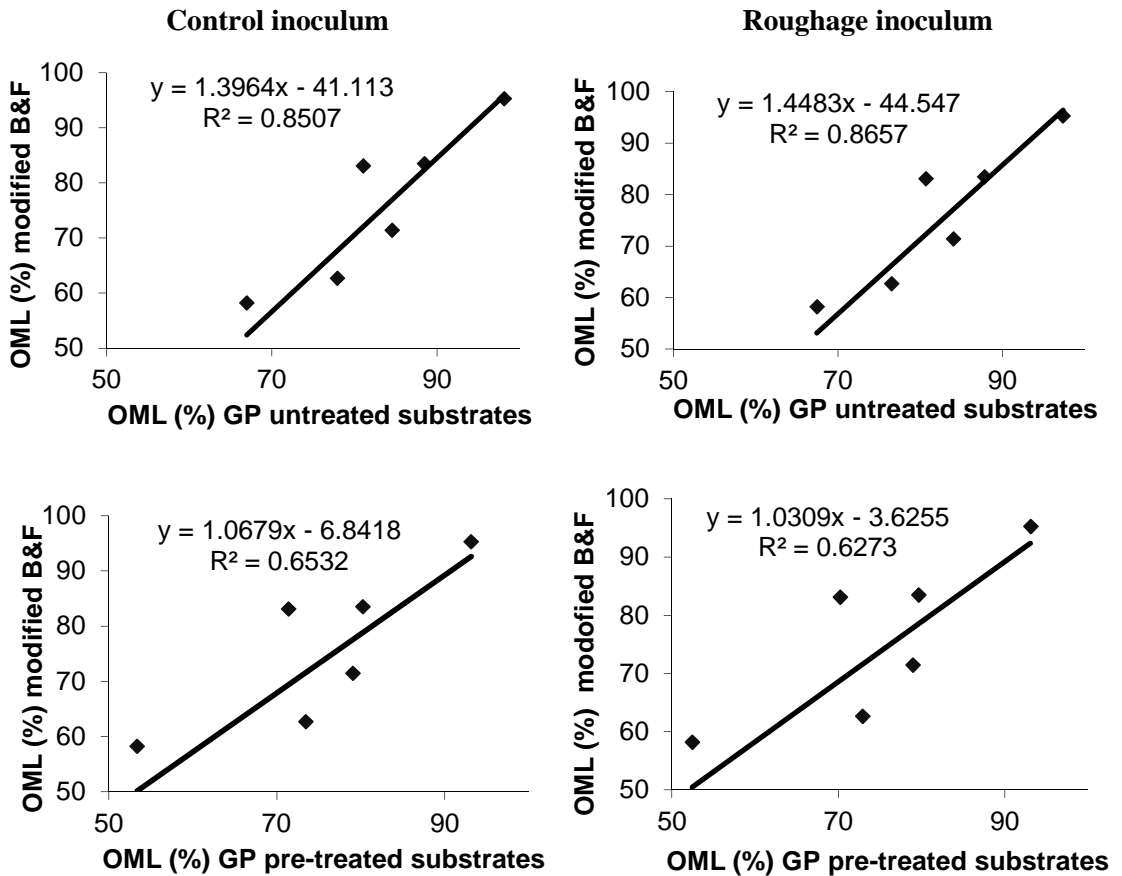 Control inoculum
Roughage inoculum
OML (%) modified B&F
100
90
80
70
60
50
y = 1.3964x - 41.113
R² = 0.8507
50
70
90
OML (%) GP untreated substrates
OML (%) modified B&F
100
90
80
70
60
50
y = 1.4483x - 44.547
R² = 0.8657
50
70
90
OML (%) GP untreated substrates
OML (%) modified B&F
100
90
80
70
60
50
y = 1.0679x - 6.8418
R² = 0.6532
50
70
90
OML (%) GP pre-treated substrates
OML (%) modofied B&F
100
90
80
70
60
50
y = 1.0309x - 3.6255
R² = 0.6273
50
70
90
OML (%) GP pre-treated substrates